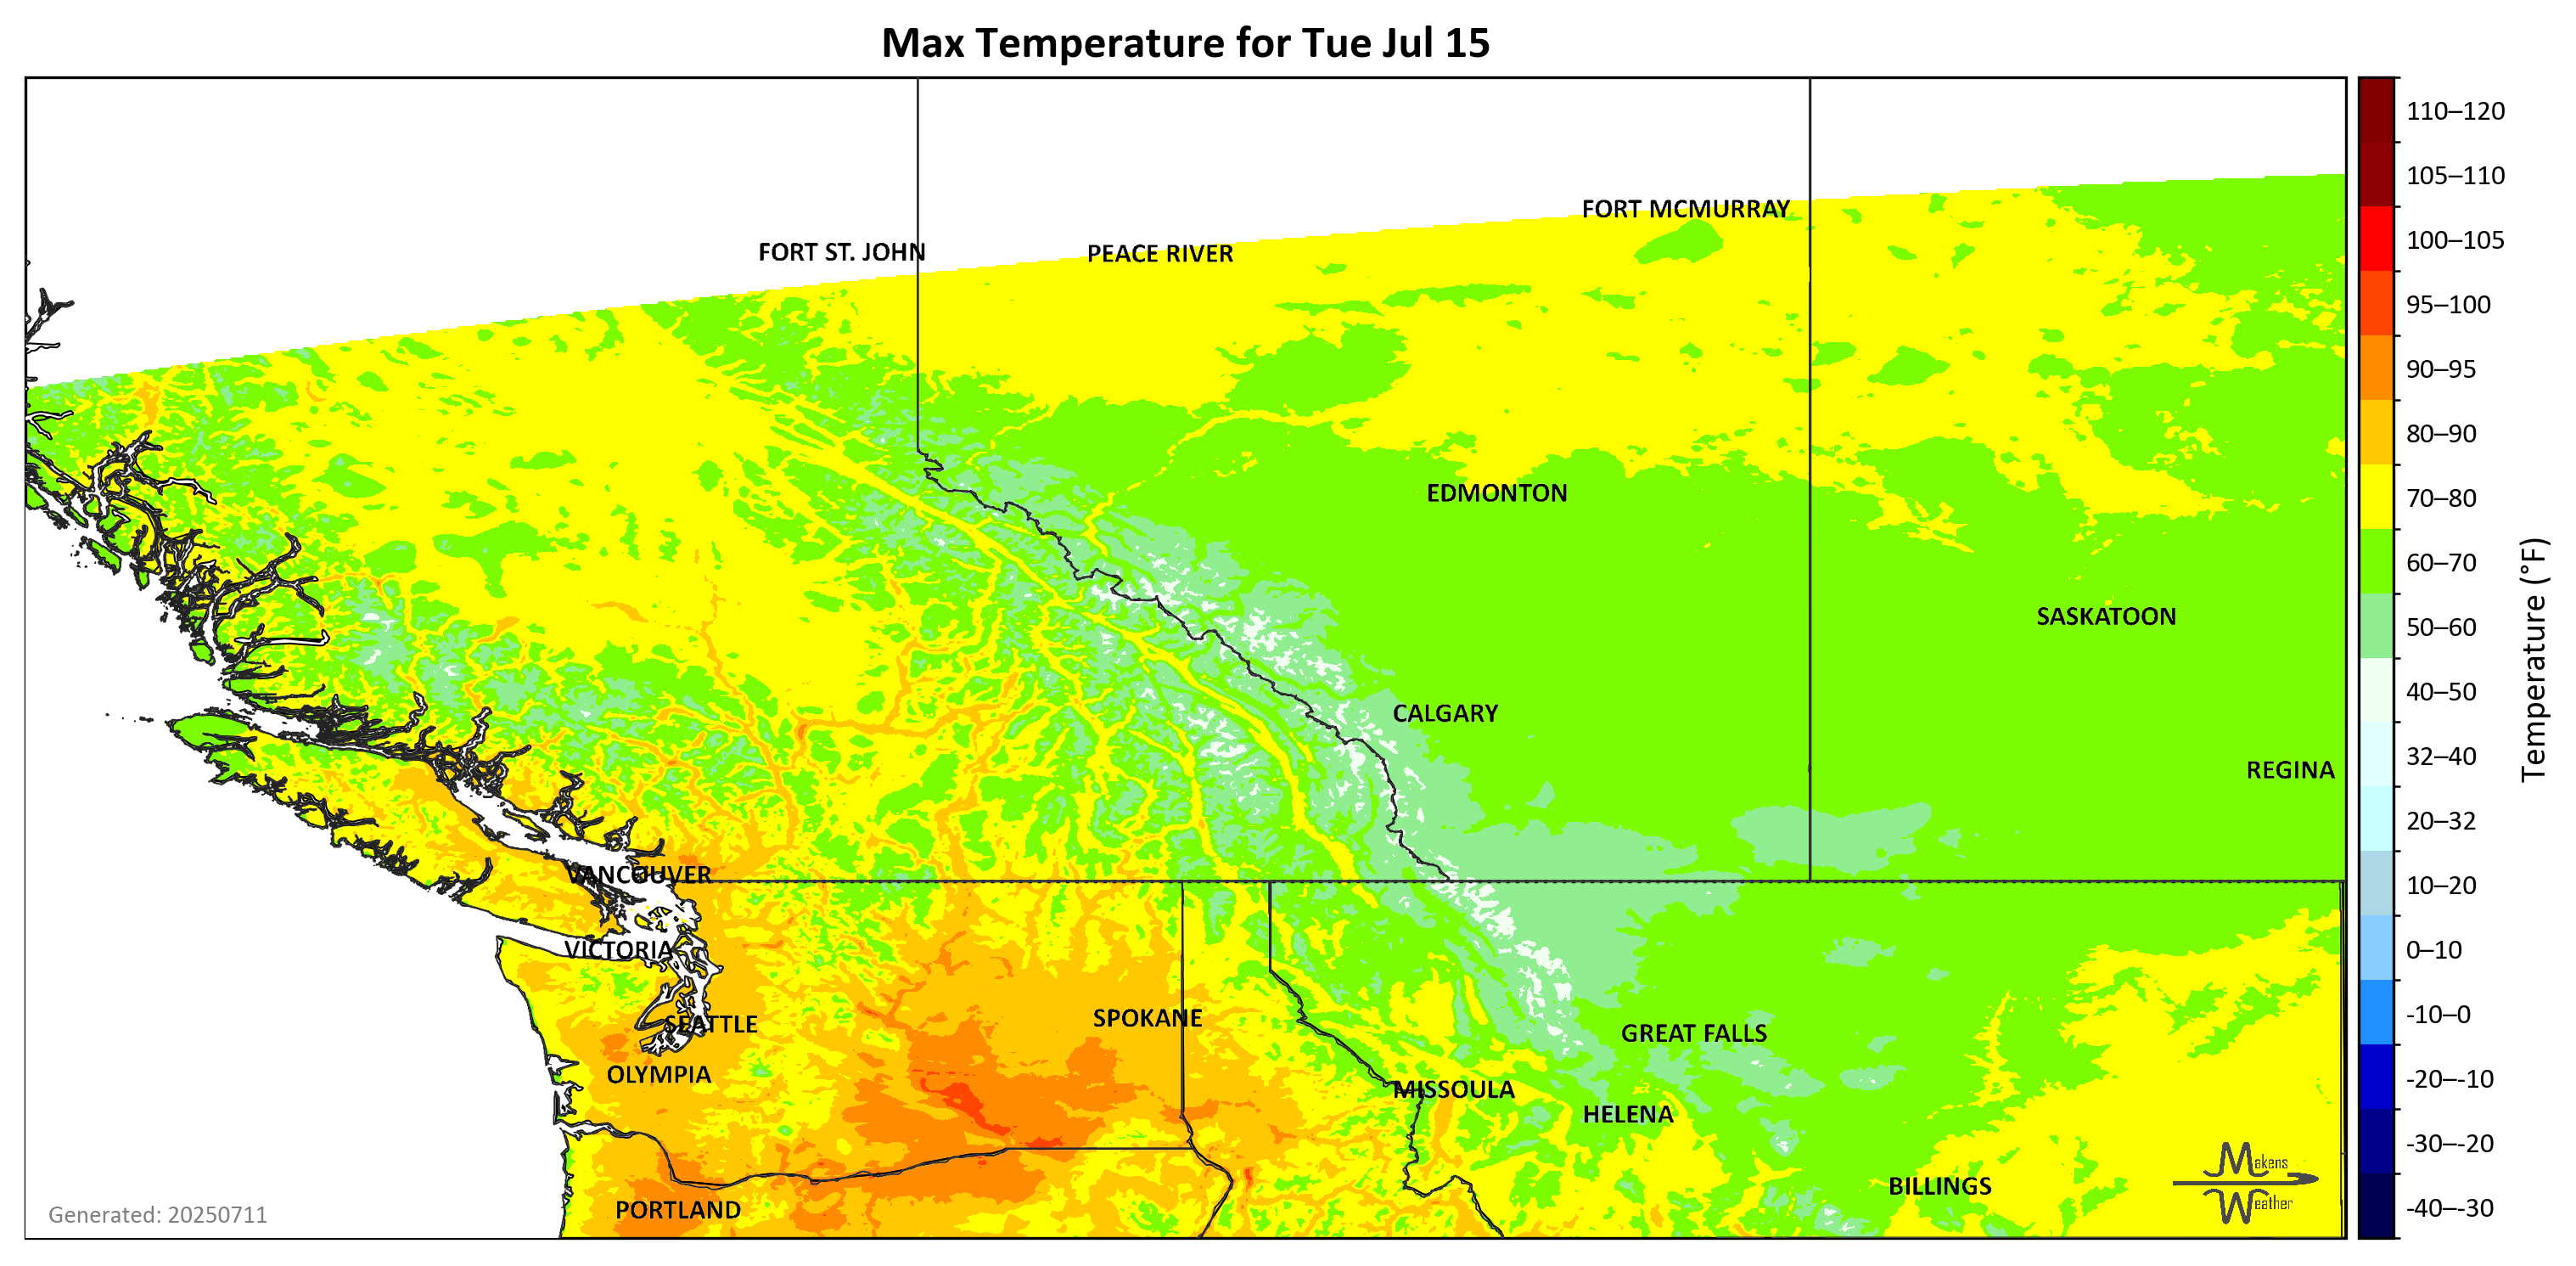 Max Temperature for Tue Jul 15
110–120
105–110
100–105
95–100
90–95
80–90
70–80
60–70
50–60
40–50
32–40
20–32
10–20
0–10
-10–0
-20–-10
-30–-20
-40–-30
Temperature (°F)
FORT MCMURRAY
FORT ST. JOHN
PEACE RIVER
EDMONTON
SASKATOON
CALGARY
REGINA
VANCOUVER
VICTORIA
SEATTLE
SPOKANE
GREAT FALLS
OLYMPIA
MISSOULA
HELENA
BILLINGS
PORTLAND
Makens
Weather
Generated: 20250711